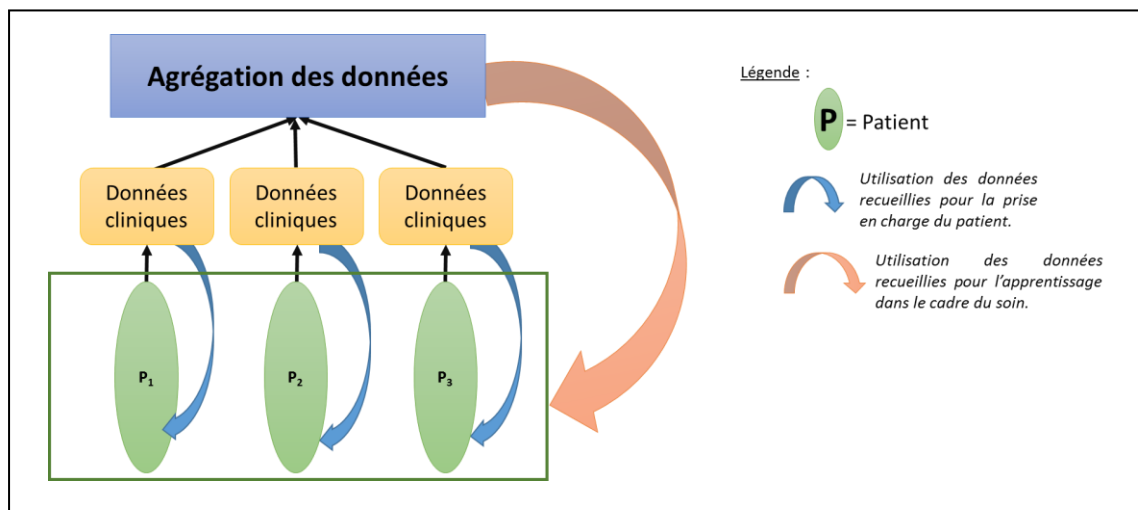 Agrégation des données
Données
cliniques
Données
cliniques
Données
cliniques
P1
P2
P3
Légende :
P = Patient
Utilisation des données
recueillies pour la prise
en charge du patient.
Utilisation des données
recueillies pour l’apprentissage
dans le cadre du soin.